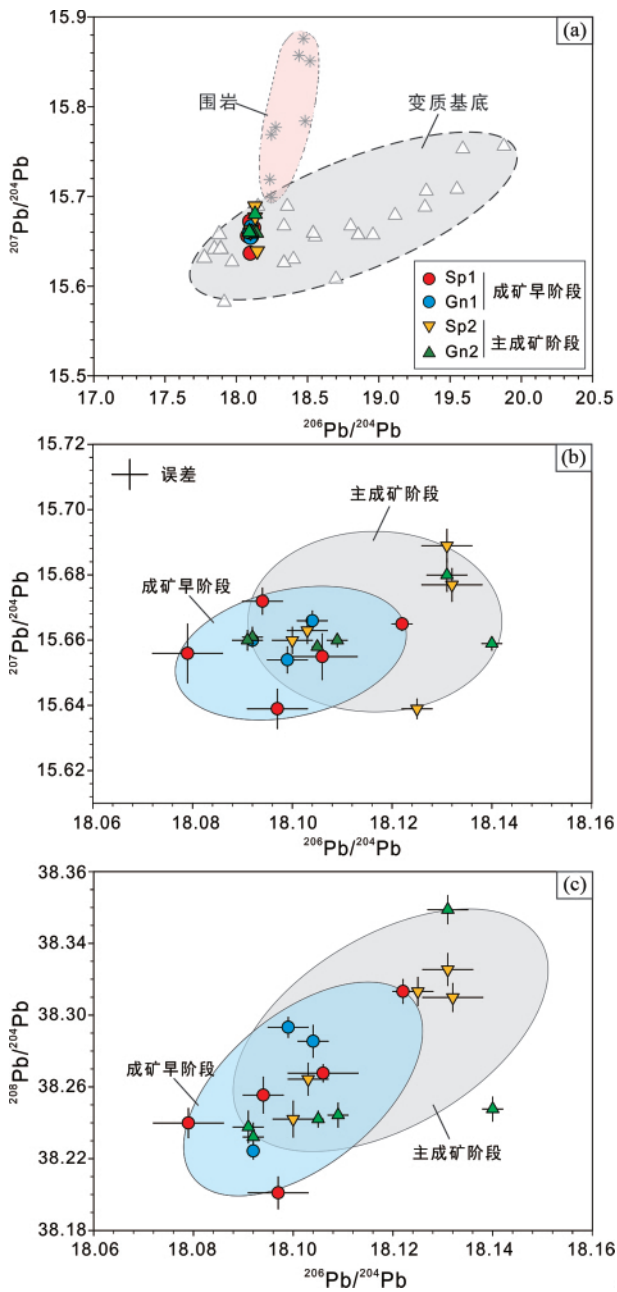 (a)
15.9
15.8
15.7
15.6
15.5
²⁰⁷Pb/²⁰⁴Pb
围岩
变质基底
Sp1
Gn1
成矿早阶段
Sp2
Gn2
主成矿阶段
17.0 17.5 18.0 18.5 19.0 19.5 20.0 20.5
²⁰⁶Pb/²⁰⁴Pb
(b)
15.72
15.70
15.68
15.66
15.64
15.62
²⁰⁷Pb/²⁰⁴Pb
误差
主成矿阶段
成矿早阶段
18.06 18.08 18.10 18.12 18.14 18.16
²⁰⁶Pb/²⁰⁴Pb
(c)
38.36
38.34
38.30
38.26
38.22
38.18
²⁰⁸Pb/²⁰⁴Pb
成矿早阶段
主成矿阶段
18.06 18.08 18.10 18.12 18.14 18.16
²⁰⁶Pb/²⁰⁴Pb